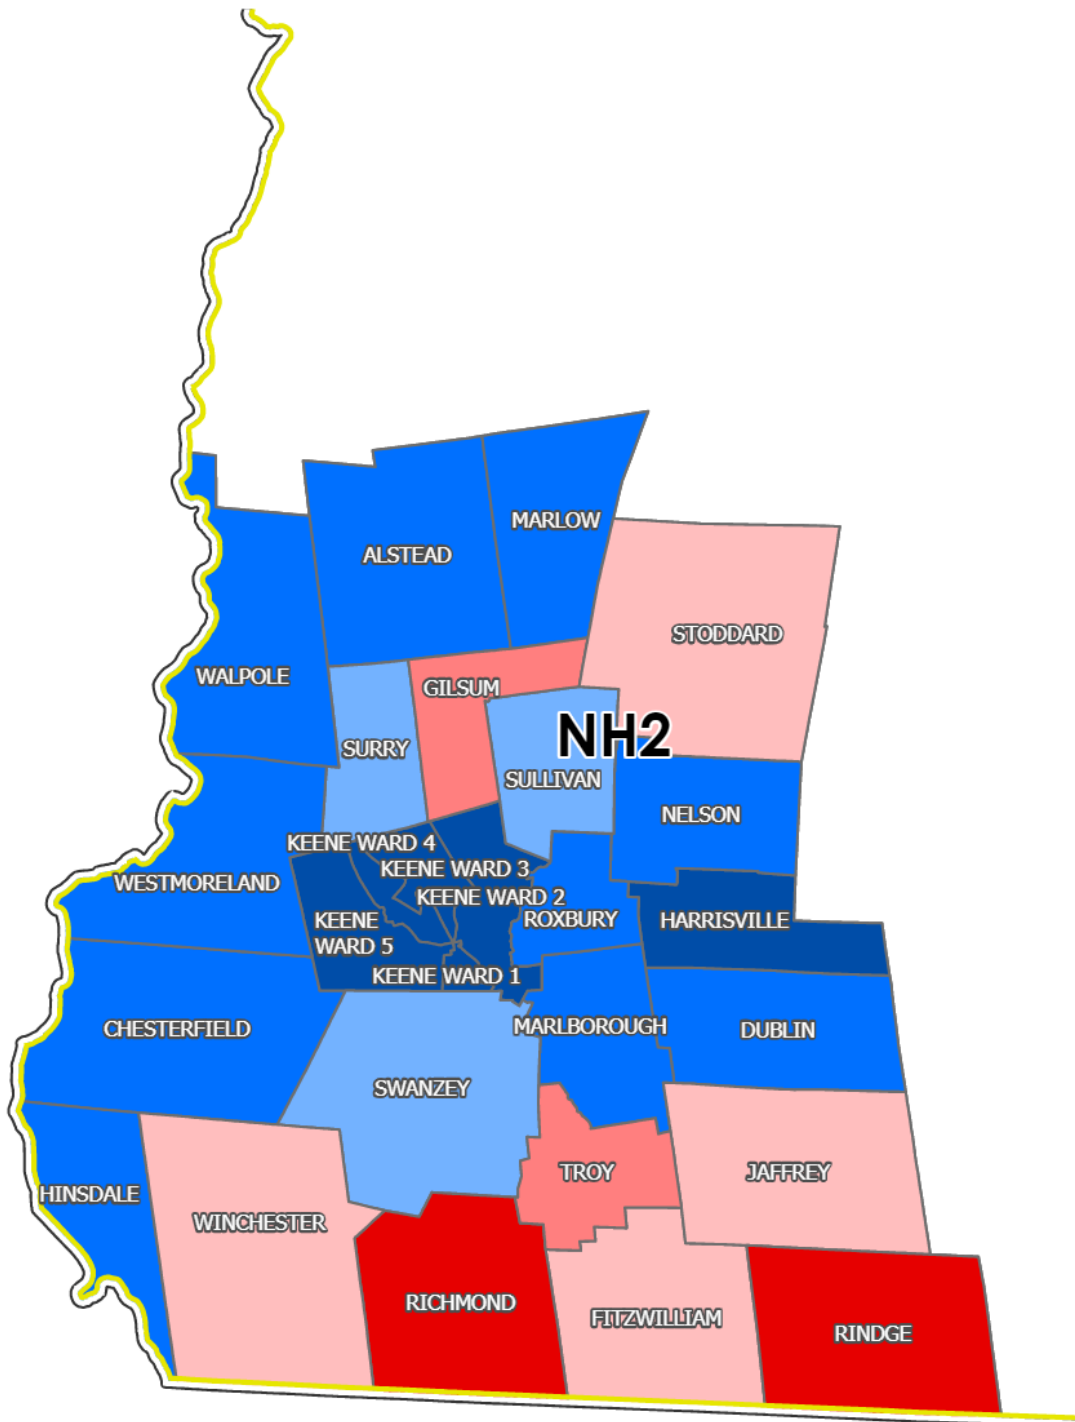 MARLOW
ALSTEAD
STODDARD
WALPOLE
GILSUM
NH2
SURRY
SULLIVAN
NELSON
KEENE WARD 4
KEENE WARD 3
WESTMORELAND
KEENE WARD 2
KEENE
WARD 5
ROXBURY
HARRISVILLE
KEENE WARD 1
CHESTERFIELD
MARLBOROUGH
DUBLIN
SWANZEY
TROY
JAFFREY
HINSDALE
WINCHESTER
RICHMOND
FITZWILLIAM
RINDGE